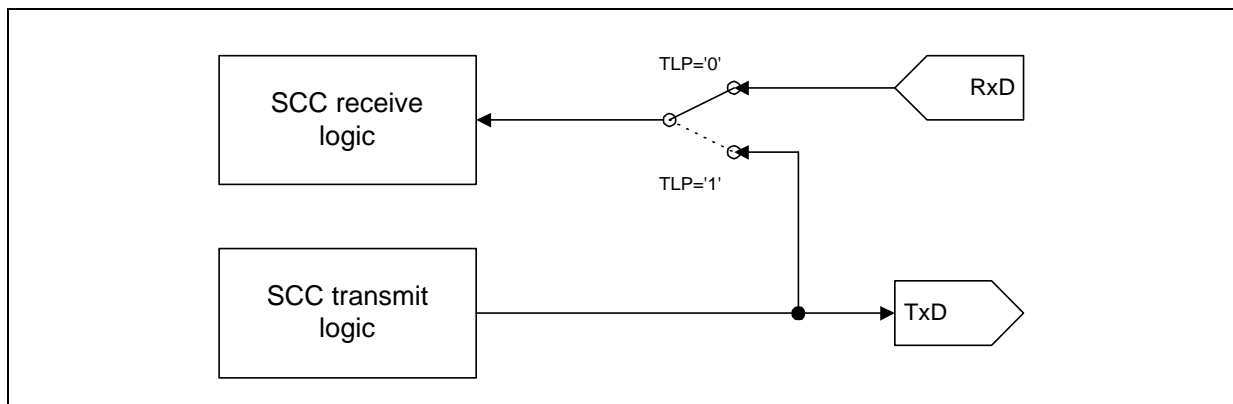 TLP='0'
SCC receive
logic
RxD
TLP='1'
SCC transmit
logic
TxD